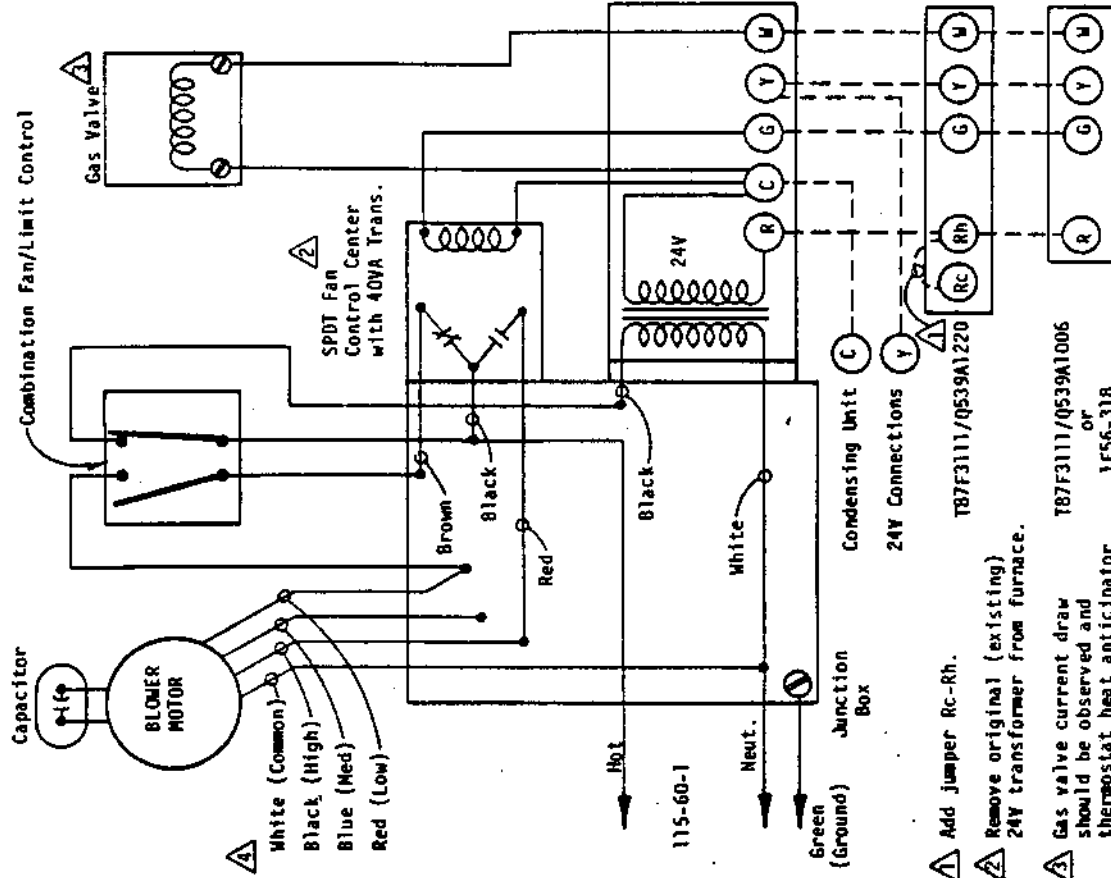 Combination Fan/Limit Control
Gas Valve
3
Capacitor
BLOWER
MOTOR
2
SPDT Fan
Control Center
with 40VA Trans.
Brown
Black
Red
4
White (Common)
Black (High)
Blue (Med)
Red (Low)
Hot
115-60-1
Neut.
Green
(Ground)
Junction
Box
Black
White
24V
R
C
G
Y
W
Condensing Unit
24V Connections
C
Y
1
Rc
Rh
G
Y
W
R
G
Y
W
1 Add jumper Rc-Rh.
T87F3111/Q539A1220
2 Remove original (existing)
24V transformer from furnace.
3 Gas valve current draw
should be observed and
thermostat heat anticipator
T87F3111/Q539A1006
or
1F56-318